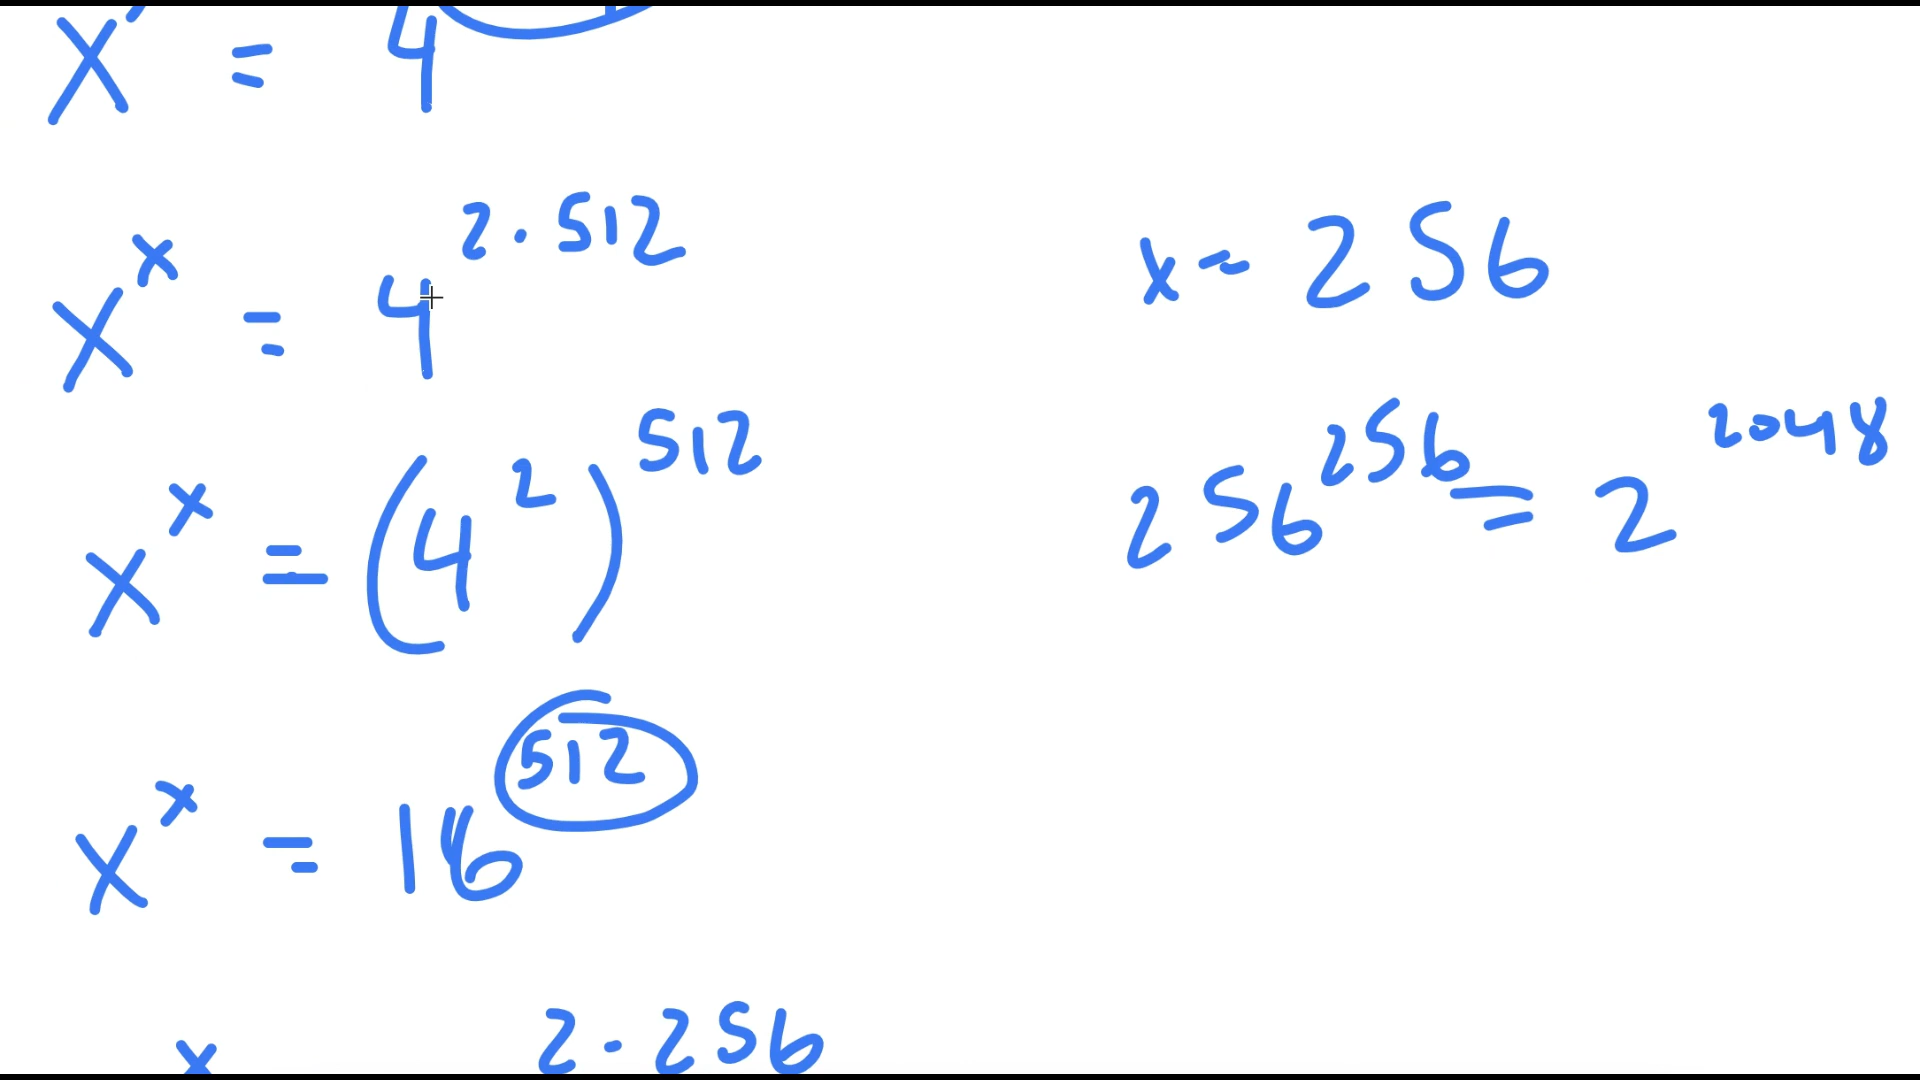 x = 4
x^x = 4^2·512
x^x = (4^2)^512
x^x = 16^512
x 2·256
x = 256
256^256 = 2^2048